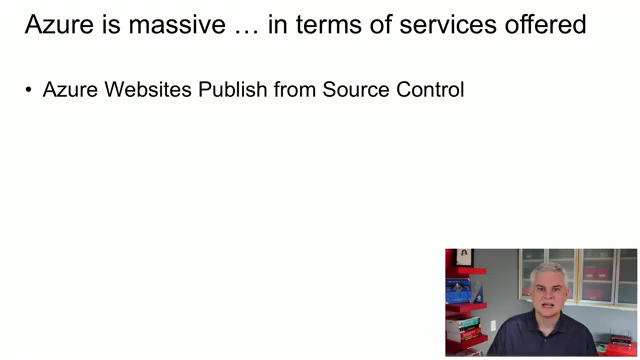 Azure is massive … in terms of services offered
• Azure Websites Publish from Source Control